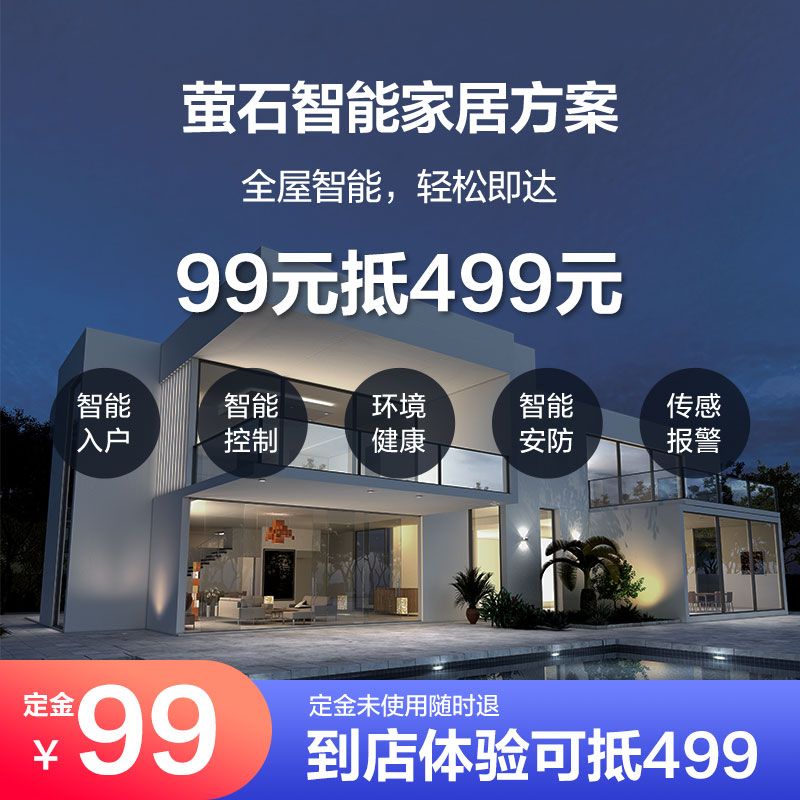 萤石智能家居方案
全屋智能，轻松即达
99元抵499元
智能
入户
智能
控制
环境
健康
智能
安防
传感
报警
定金
￥99
定金未使用随时退
到店体验可抵499